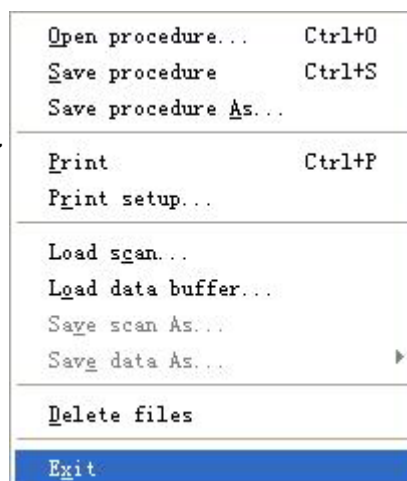 Open procedure... Ctrl+O
Save procedure Ctrl+S
Save procedure As...
Print Ctrl+P
Print setup...
Load scan...
Load data buffer...
Save scan As...
Save data As...
Delete files
Exit